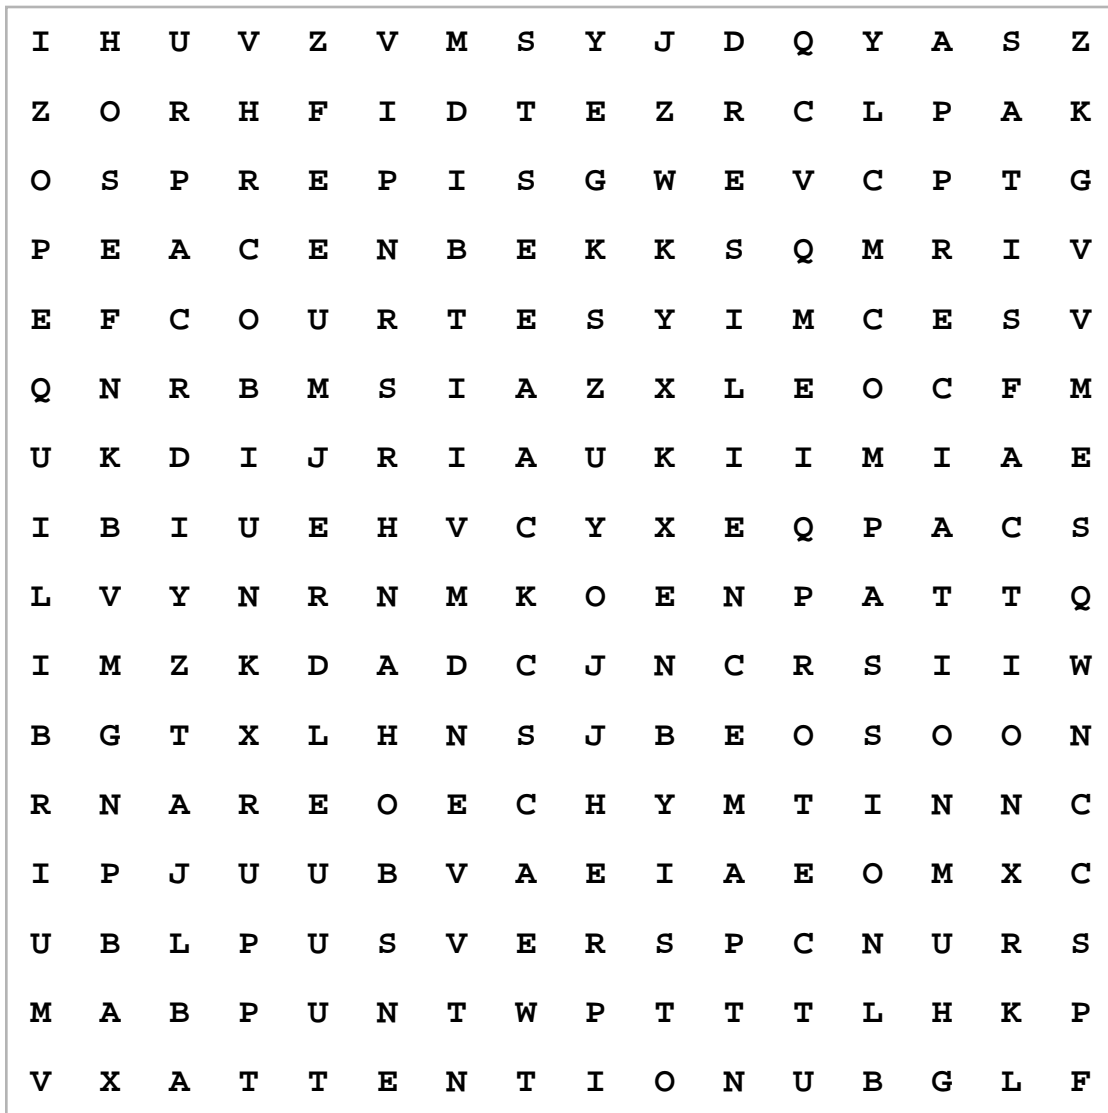 I H U V Z V M S Y J D Q Y A S Z
Z O R H F I D T E Z R C L P A K
O S P R E P I S G W E V C P T G
P E A C E N B E K K S Q M R I V
E F C O U R T E S Y I M C E S V
Q N R B M S I A Z X L E O C F M
U K D I J R I A U K I I M I A E
I B I U E H V C Y X E Q P A C S
L V Y N R N M K O E N P A T T Q
I M Z K D A D C J N C R S I I W
B G T X L H N S J B E O S O O N
R N A R E O E C H Y M T I N N C
I P J U U B V A E I A E O M X C
U B L P U S V E R S P C N U R S
M A B P U N T W P T T T L H K P
V X A T T E N T I O N U B G L F